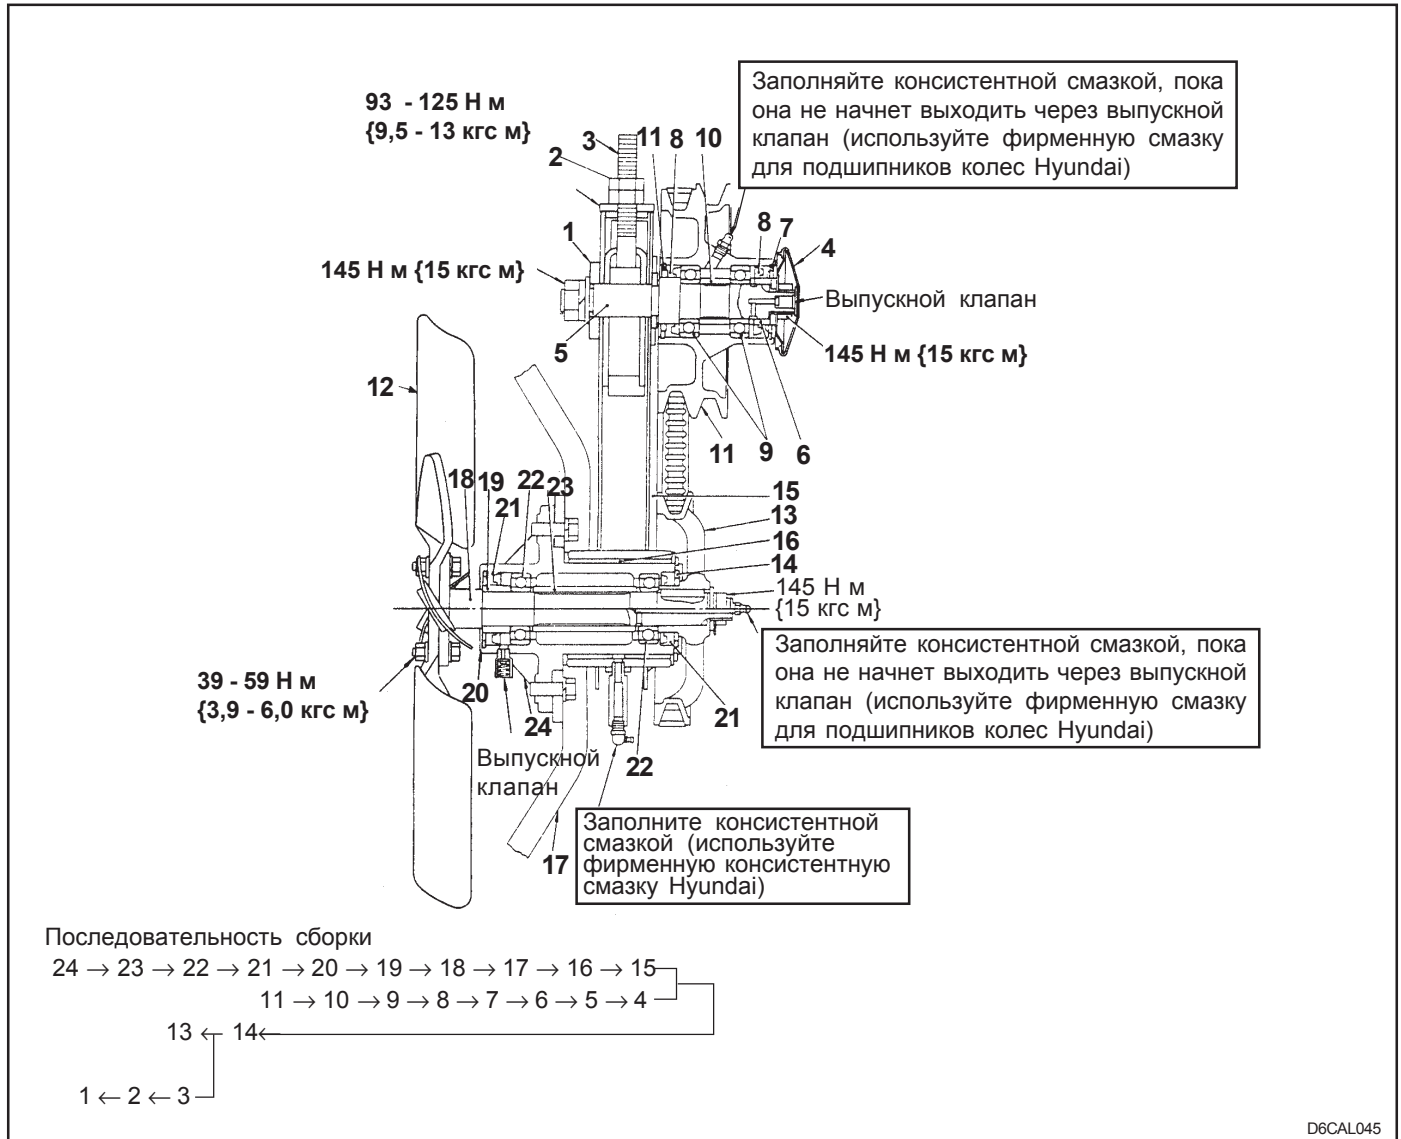 Заполняйте консистентной смазкой, пока
она не начнет выходить через выпускной
клапан (используйте фирменную смазку
для подшипников колес Hyundai)
93 - 125 Н м
{9,5 - 13 кгс м}
3
11
8
10
2
1
8
7
4
145 Н м {15 кгс м}
Выпускной клапан
5
145 Н м {15 кгс м}
12
11
9
6
18
19
22
23
21
15
13
16
14
145 Н м
{15 кгс м}
Заполняйте консистентной смазкой, пока
она не начнет выходить через выпускной
клапан (используйте фирменную смазку
для подшипников колес Hyundai)
39 - 59 Н м
{3,9 - 6,0 кгс м}
20
24
21
22
Выпускной
клапан
17
Заполните консистентной
смазкой (используйте
фирменную консистентную
смазку Hyundai)
Последовательность сборки
24 → 23 → 22 → 21 → 20 → 19 → 18 → 17 → 16 → 15
11 → 10 → 9 → 8 → 7 → 6 → 5 → 4
13 ← 14←
1 ← 2 ← 3
D6CAL045